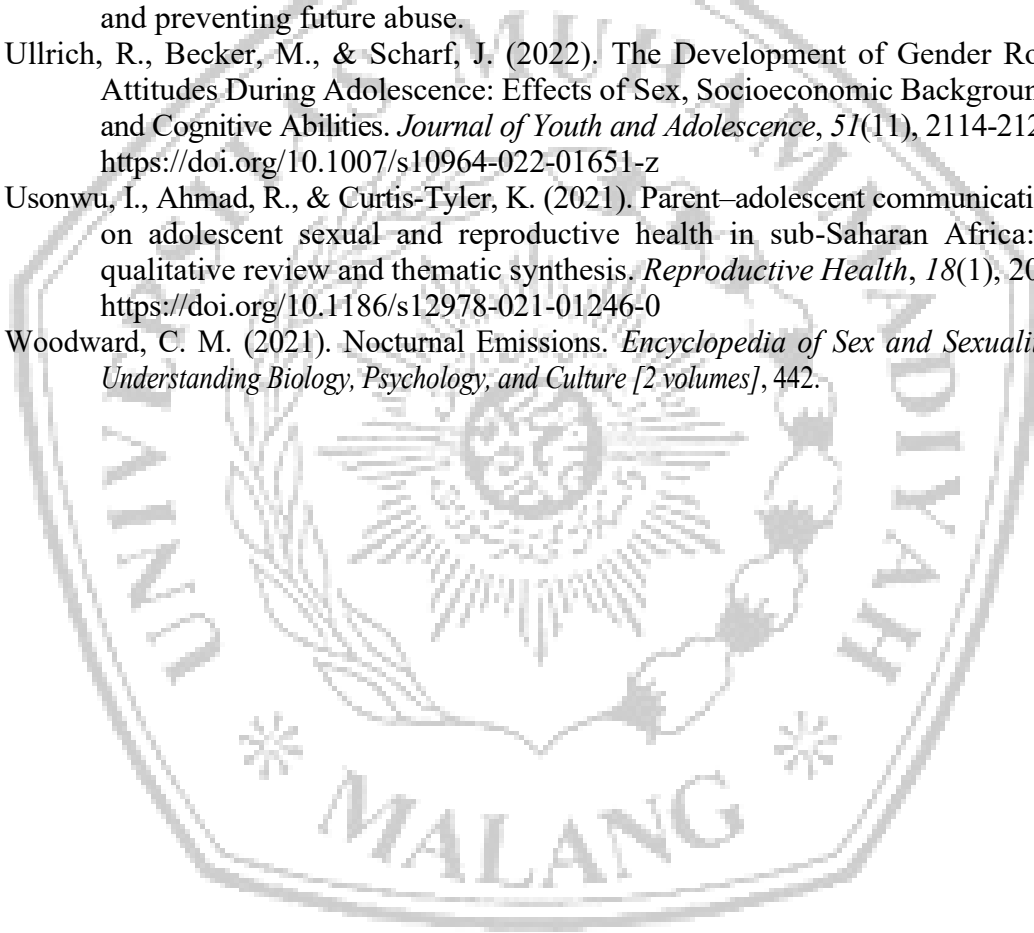 and preventing future abuse.
Ullrich, R., Becker, M., & Scharf, J. (2022). The Development of Gender Ro
Attitudes During Adolescence: Effects of Sex, Socioeconomic Backgroun
and Cognitive Abilities. Journal of Youth and Adolescence, 51(11), 2114-212
https://doi.org/10.1007/s10964-022-01651-z
Usonwu, I., Ahmad, R., & Curtis-Tyler, K. (2021). Parent–adolescent communicati
on adolescent sexual and reproductive health in sub-Saharan Africa:
qualitative review and thematic synthesis. Reproductive Health, 18(1), 20
https://doi.org/10.1186/s12978-021-01246-0
Woodward, C. M. (2021). Nocturnal Emissions. Encyclopedia of Sex and Sexuali
Understanding Biology, Psychology, and Culture [2 volumes], 442.
UNIVERSITAS MUHAMMADIYAH
MALANG